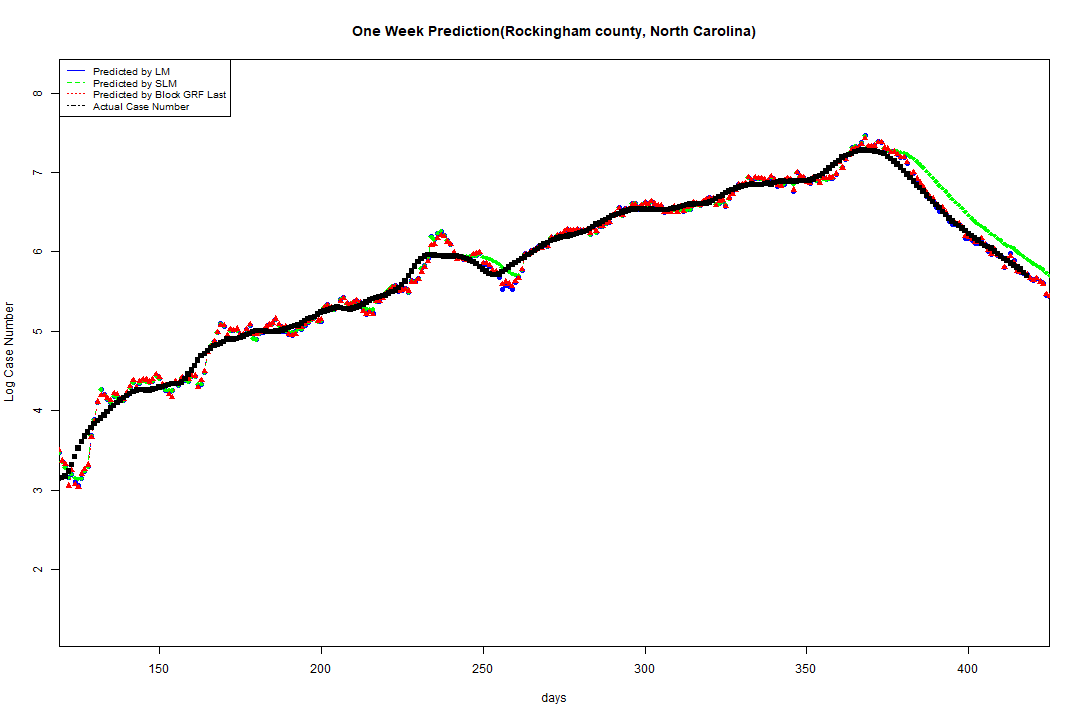 One Week Prediction(Rockingham county, North Carolina)
Predicted by LM
Predicted by SLM
Predicted by Block GRF Last
Actual Case Number
8
7
6
5
4
3
2
Log Case Number
150 200 250 300 350 400
days